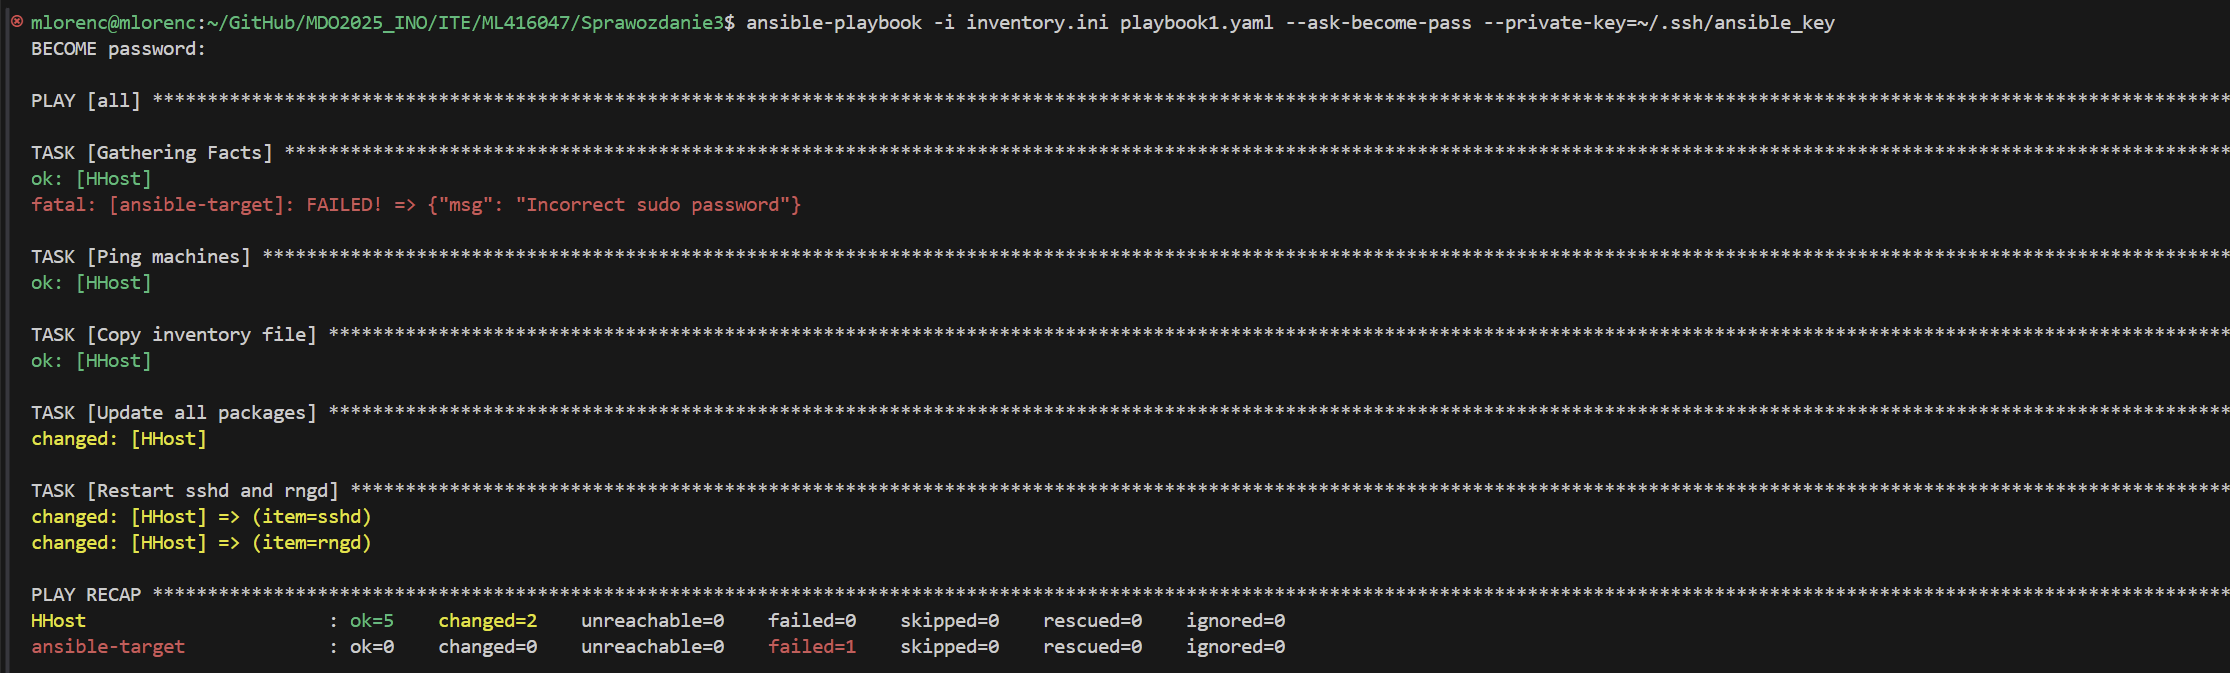 mlorenc@mlorenc:~/GitHub/MDO2025_INO/ITE/ML416047/Sprawozdanie3$ ansible-playbook -i inventory.ini playbook1.yaml --ask-become-pass --private-key=~/.ssh/ansible_key
BECOME password:
PLAY [all] ****************************************************************************************************************************************************************************************
TASK [Gathering Facts] ****************************************************************************************************************************************************************************
ok: [HHost]
fatal: [ansible-target]: FAILED! => {"msg": "Incorrect sudo password"}
TASK [Ping machines] ******************************************************************************************************************************************************************************
ok: [HHost]
TASK [Copy inventory file] ************************************************************************************************************************************************************************
ok: [HHost]
TASK [Update all packages] ************************************************************************************************************************************************************************
changed: [HHost]
TASK [Restart sshd and rngd] **********************************************************************************************************************************************************************
changed: [HHost] => (item=sshd)
changed: [HHost] => (item=rngd)
PLAY RECAP ****************************************************************************************************************************************************************************************
HHost                      : ok=5    changed=2    unreachable=0    failed=0    skipped=0    rescued=0    ignored=0
ansible-target             : ok=0    changed=0    unreachable=0    failed=1    skipped=0    rescued=0    ignored=0